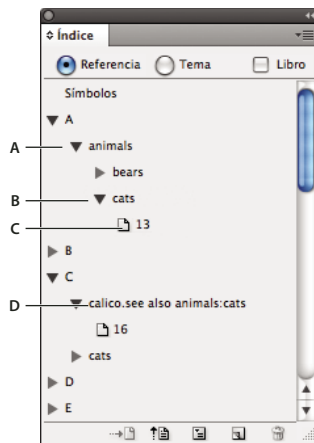 Índice
Referencia Tema Libro
Símbolos
A
A animals
bears
B cats
C 13
B
C
D calico.see also animals:cats
16
cats
D
E